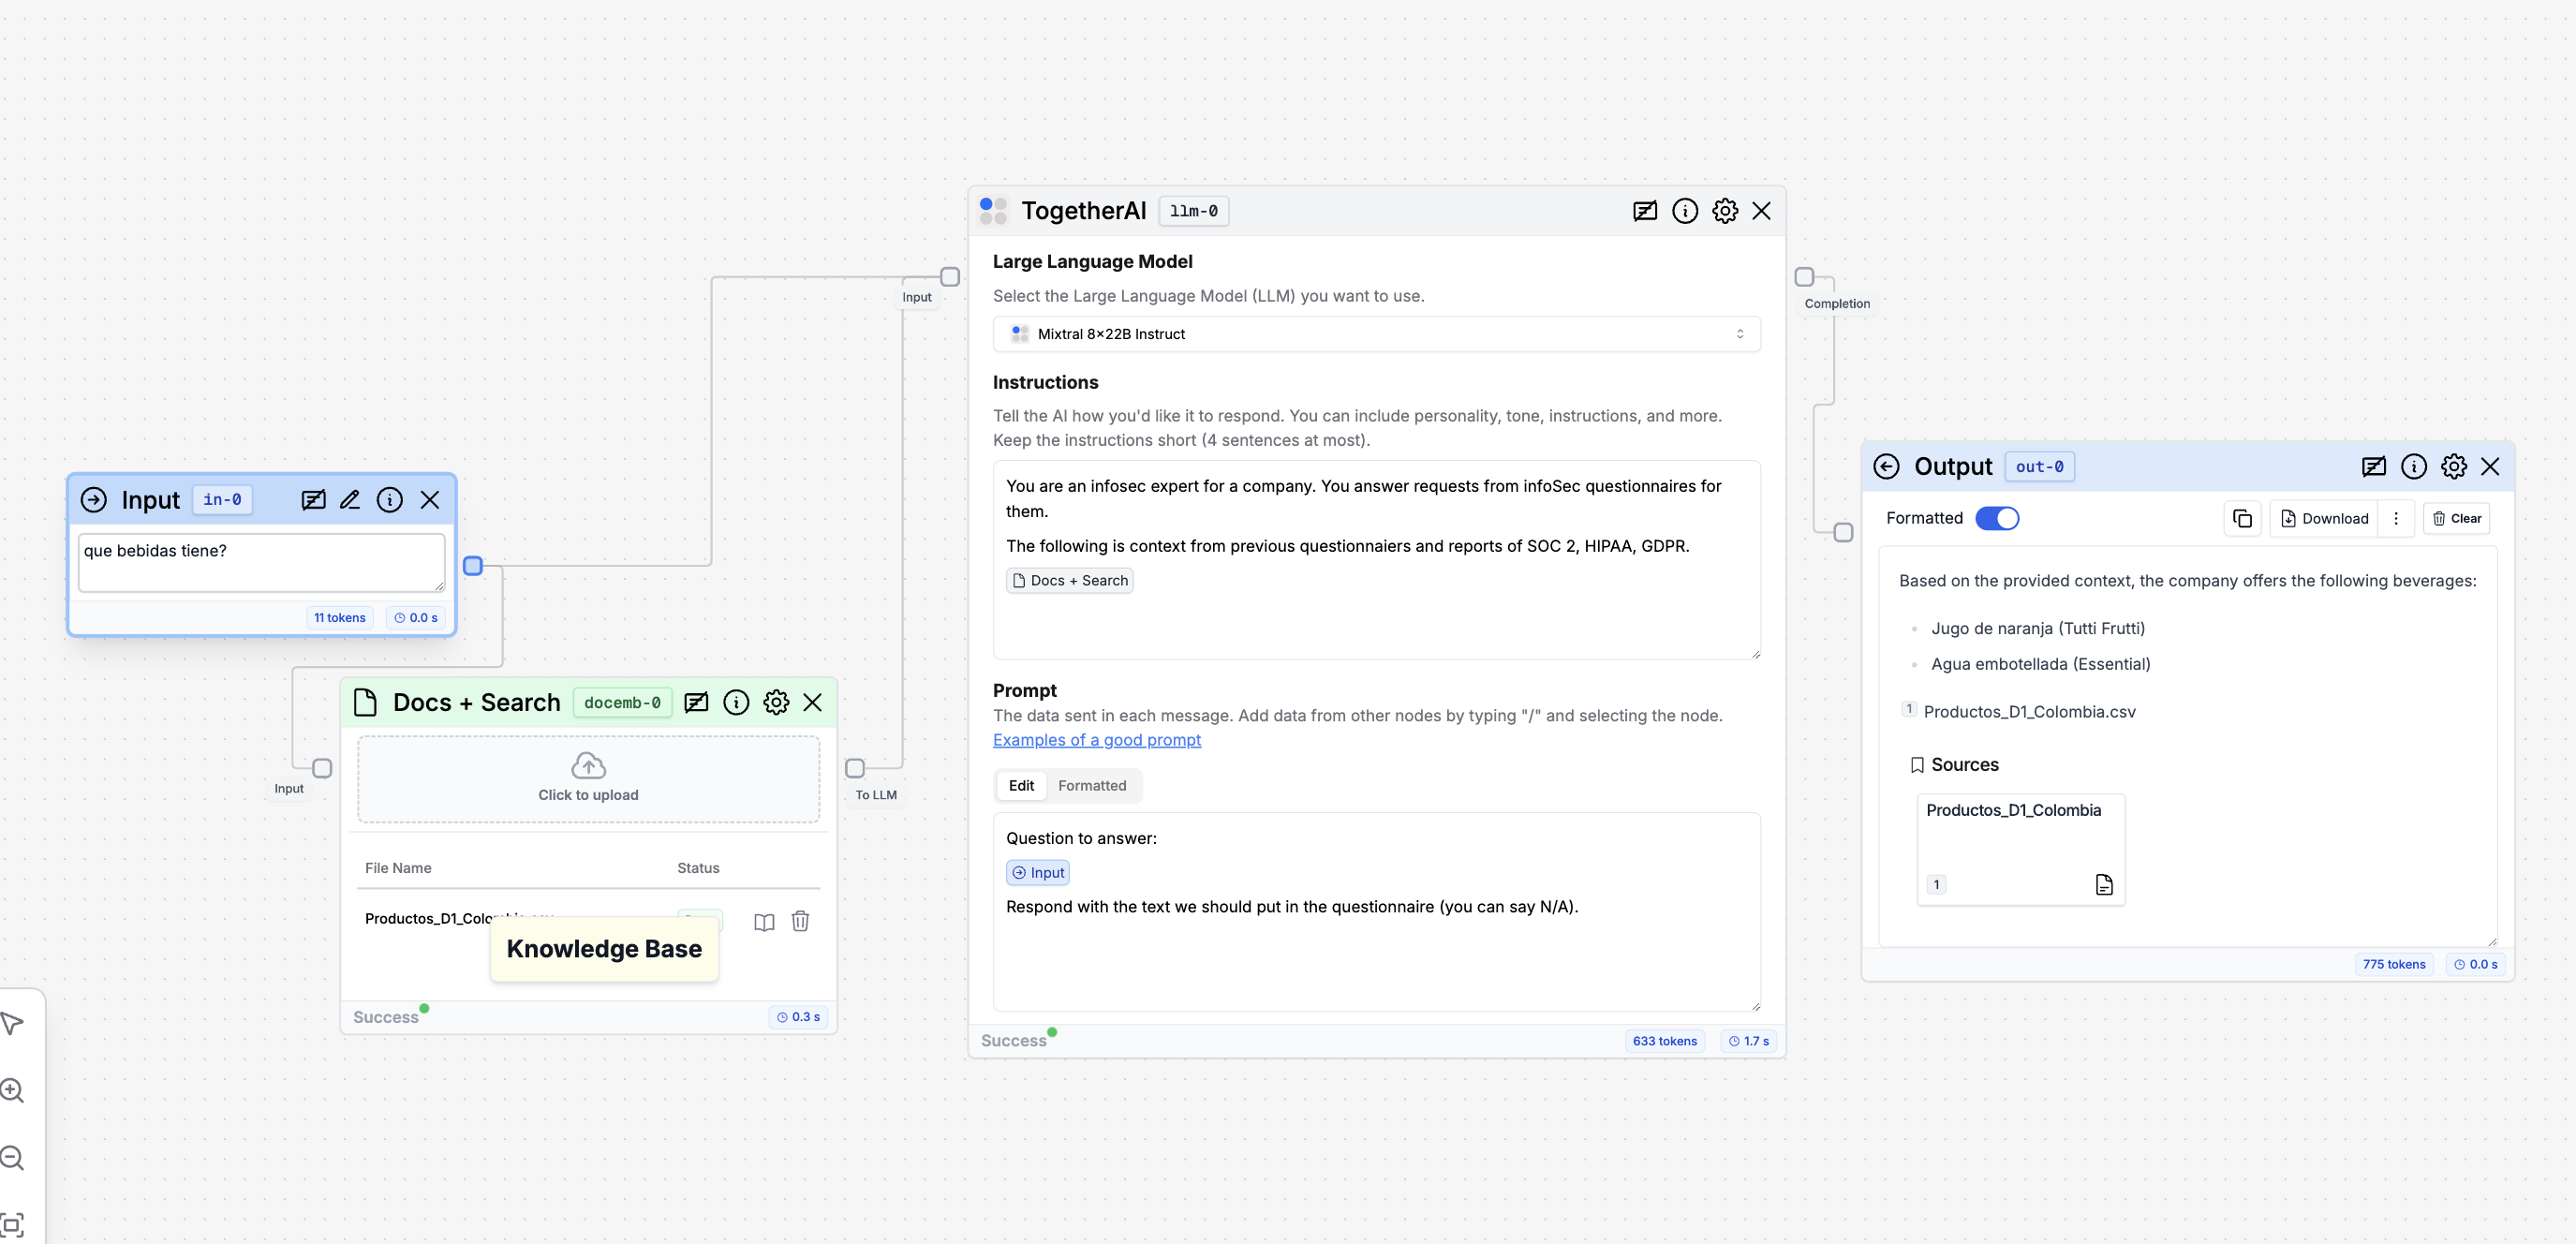 Input in-0
que bebidas tiene?
11 tokens 0.0 s
Input
Docs + Search docemb-0
Click to upload
To LLM
File Name Status
Productos_D1_Colo
Knowledge Base
Success 0.3 s
Input
TogetherAI llm-0
Large Language Model
Select the Large Language Model (LLM) you want to use.
Mixtral 8x22B Instruct
Instructions
Tell the AI how you'd like it to respond. You can include personality, tone, instructions, and more.
Keep the instructions short (4 sentences at most).
You are an infosec expert for a company. You answer requests from infoSec questionnaires for
them.
The following is context from previous questionnaiers and reports of SOC 2, HIPAA, GDPR.
Docs + Search
Prompt
The data sent in each message. Add data from other nodes by typing "/" and selecting the node.
Examples of a good prompt
Edit Formatted
Question to answer:
Input
Respond with the text we should put in the questionnaire (you can say N/A).
Success 633 tokens 1.7 s
Completion
Output out-0
Formatted Download Clear
Based on the provided context, the company offers the following beverages:
Jugo de naranja (Tutti Frutti)
Agua embotellada (Essential)
1 Productos_D1_Colombia.csv
Sources
Productos_D1_Colombia
1
775 tokens 0.0 s